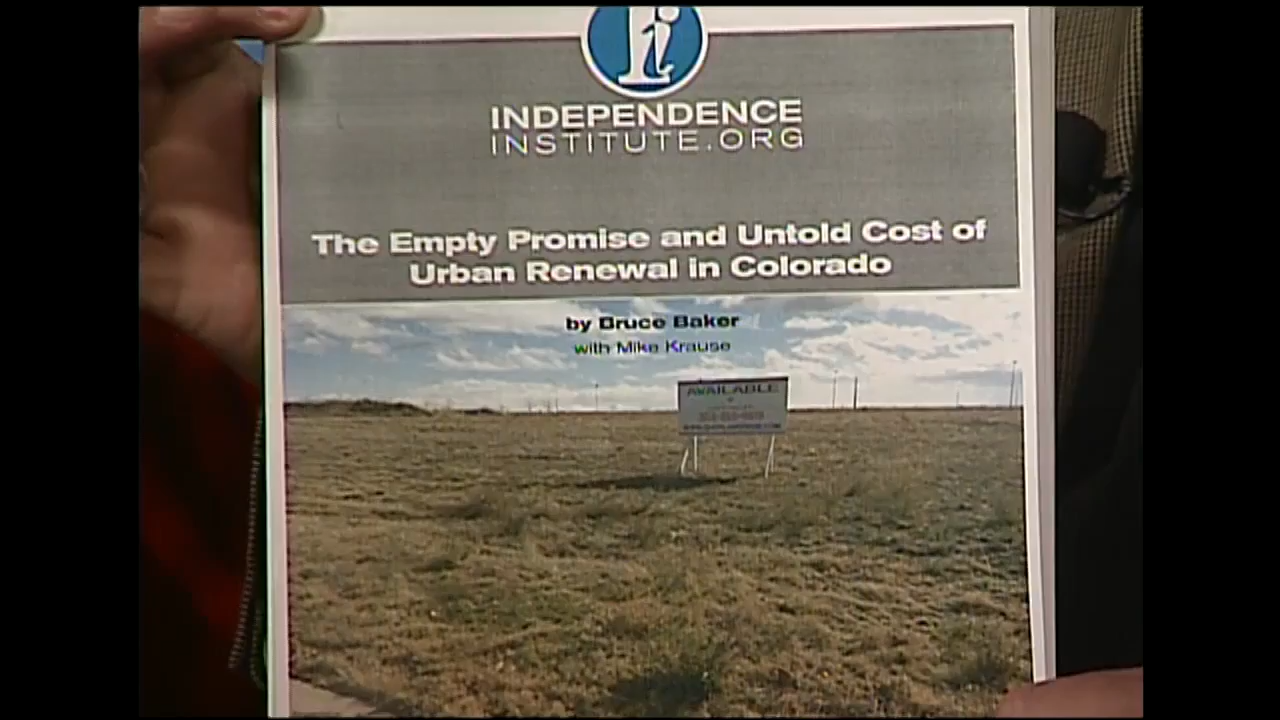 Ii
INDEPENDENCE
INSTITUTE.ORG
The Empty Promise and Untold Cost of
Urban Renewal in Colorado
by Bruce Baker
with Mike Krause
AVAILABLE